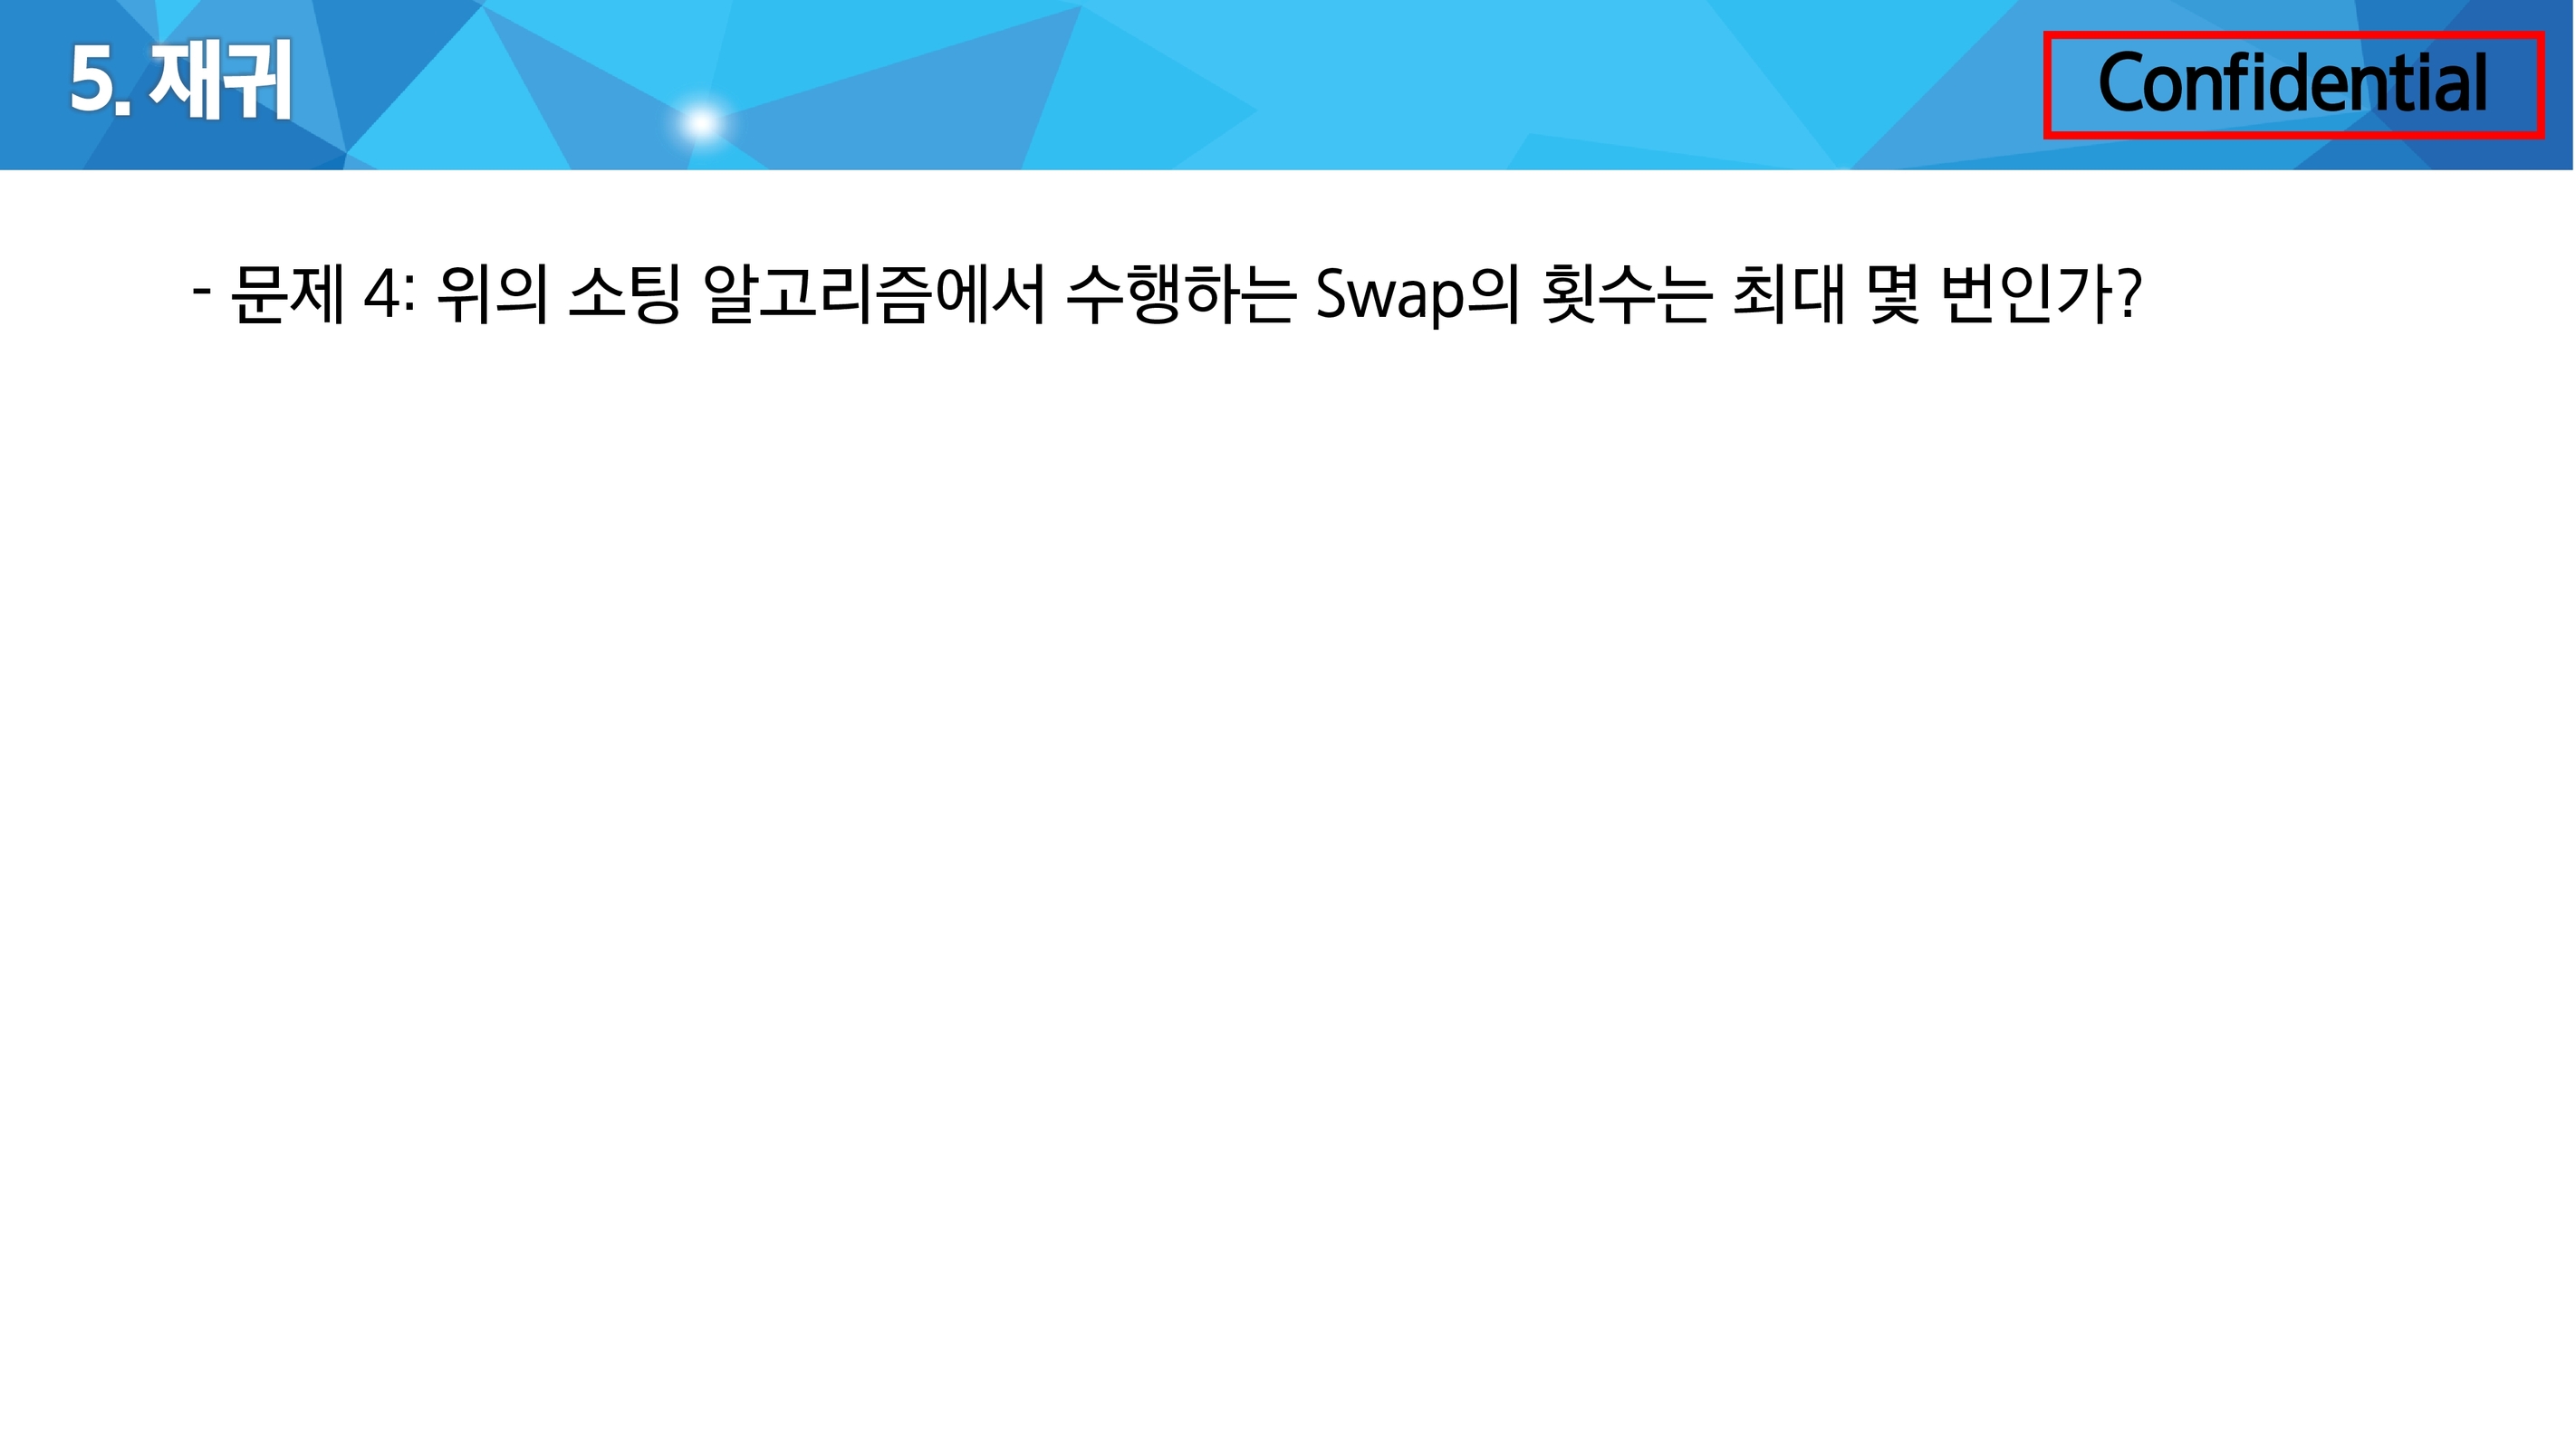 5. 재귀
Confidential
- 문제 4: 위의 소팅 알고리즘에서 수행하는 Swap의 횟수는 최대 몇 번인가?